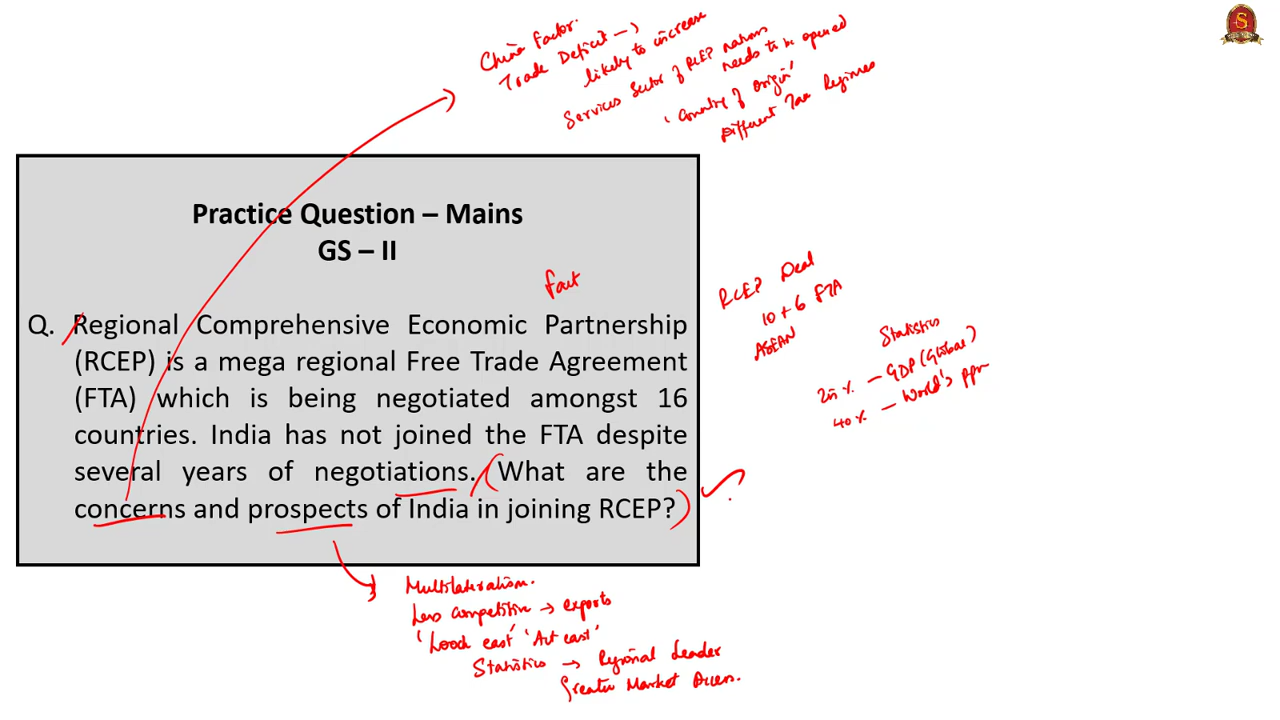 China Factor.
Trade Deficit →
likely to increase
Services Sector of RCEP nations
needs to be opened
'Country of origin'
Different Tax Regimes
Practice Question – Mains
GS – II
fact
Q. Regional Comprehensive Economic Partnership
(RCEP) is a mega regional Free Trade Agreement
(FTA) which is being negotiated amongst 16
countries. India has not joined the FTA despite
several years of negotiations. What are the
concerns and prospects of India in joining RCEP?
RCEP Deal
10 + 6 FTA
ASEAN
Statistics
25% – GDP (Global)
40% – World's ppn
Multilateralism.
Less Competitive → exports
'Look east' 'Act east'
Statistics → Regional Leader
Greater Market Access.